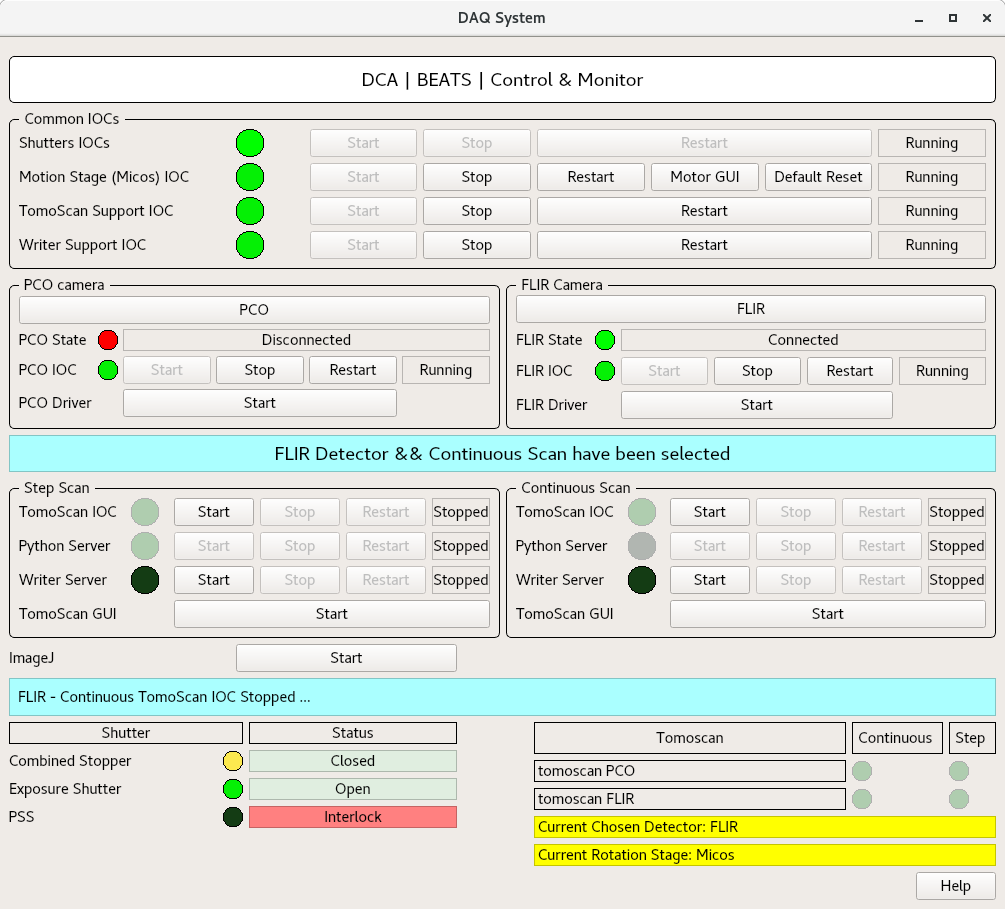 DAQ System
DCA | BEATS | Control & Monitor
Common IOCs
Shutters IOCs Start Stop Restart Running
Motion Stage (Micos) IOC Start Stop Restart Motor GUI Default Reset Running
TomoScan Support IOC Start Stop Restart Running
Writer Support IOC Start Stop Restart Running
PCO camera
PCO
PCO State Disconnected
PCO IOC Start Stop Restart Running
PCO Driver Start
FLIR Camera
FLIR
FLIR State Connected
FLIR IOC Start Stop Restart Running
FLIR Driver Start
FLIR Detector && Continuous Scan have been selected
Step Scan
TomoScan IOC Start Stop Restart Stopped
Python Server Start Stop Restart Stopped
Writer Server Start Stop Restart Stopped
TomoScan GUI Start
Continuous Scan
TomoScan IOC Start Stop Restart Stopped
Python Server Start Stop Restart Stopped
Writer Server Start Stop Restart Stopped
TomoScan GUI Start
ImageJ Start
FLIR - Continuous TomoScan IOC Stopped ...
Shutter Status
Combined Stopper Closed
Exposure Shutter Open
PSS Interlock
Tomoscan Continuous Step
tomoscan PCO
tomoscan FLIR
Current Chosen Detector: FLIR
Current Rotation Stage: Micos
Help